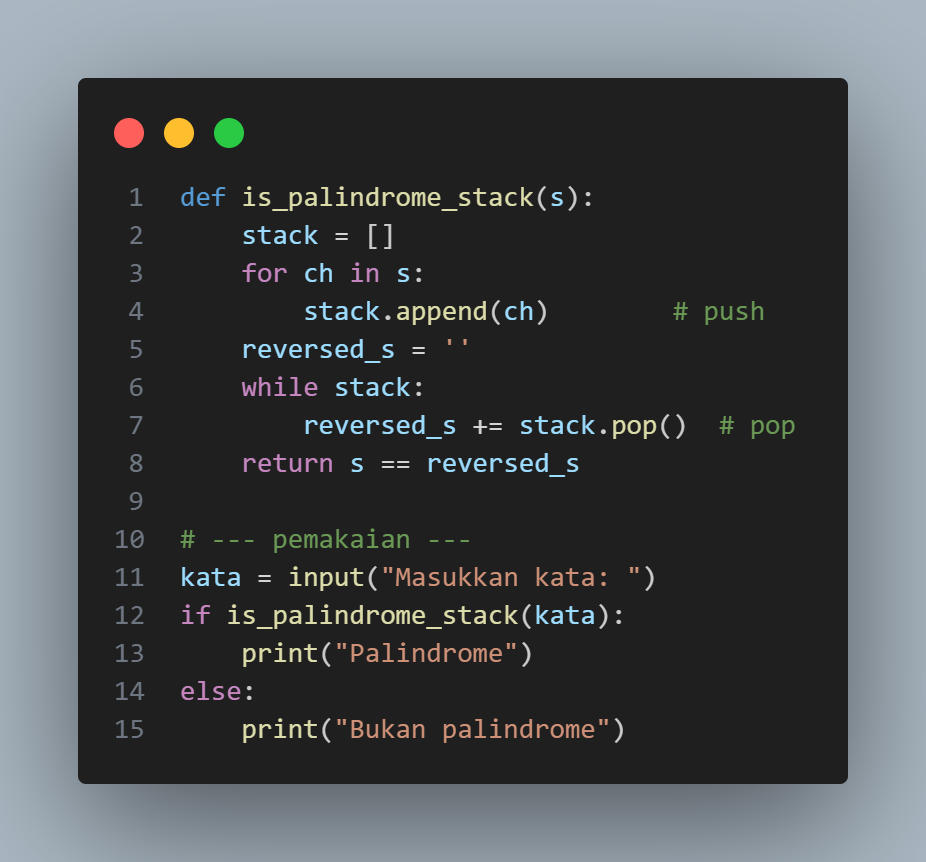 1 def is_palindrome_stack(s):
2     stack = []
3     for ch in s:
4         stack.append(ch)        # push
5     reversed_s = ''
6     while stack:
7         reversed_s += stack.pop()  # pop
8     return s == reversed_s
9
10 # --- pemakaian ---
11 kata = input("Masukkan kata: ")
12 if is_palindrome_stack(kata):
13     print("Palindrome")
14 else:
15     print("Bukan palindrome")